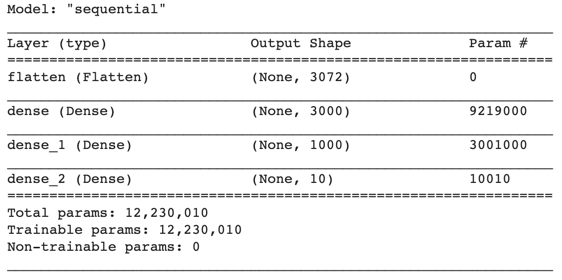 Model: "sequential"
Layer (type) Output Shape Param #
=================================================================
flatten (Flatten) (None, 3072) 0
dense (Dense) (None, 3000) 9219000
dense_1 (Dense) (None, 1000) 3001000
dense_2 (Dense) (None, 10) 10010
=================================================================
Total params: 12,230,010
Trainable params: 12,230,010
Non-trainable params: 0